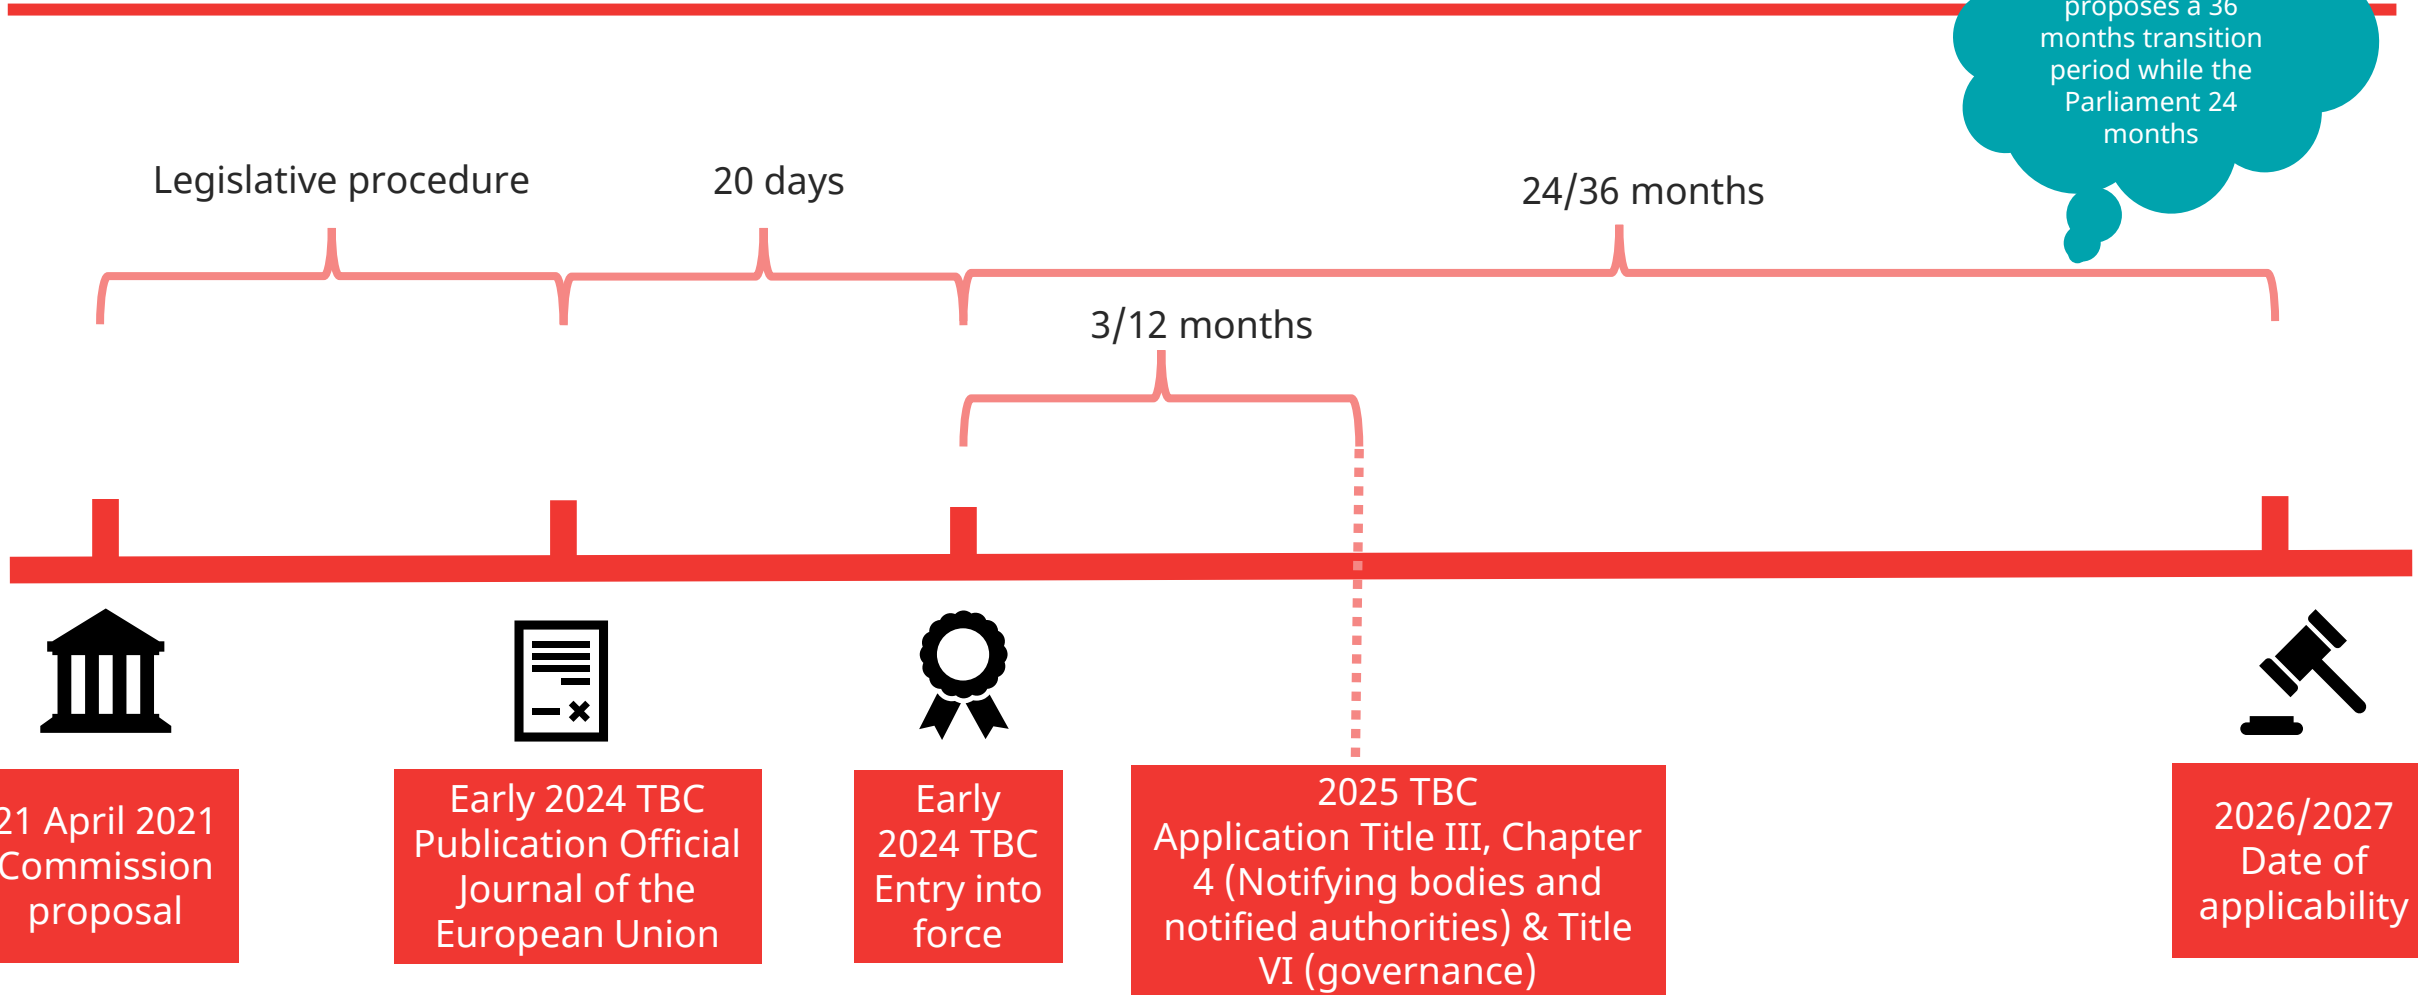 proposes a 36
months transition
period while the
Parliament 24
months
Legislative procedure
20 days
24/36 months
3/12 months
21 April 2021
Commission
proposal
Early 2024 TBC
Publication Official
Journal of the
European Union
Early
2024 TBC
Entry into
force
2025 TBC
Application Title III, Chapter
4 (Notifying bodies and
notified authorities) & Title
VI (governance)
2026/2027
Date of
applicability